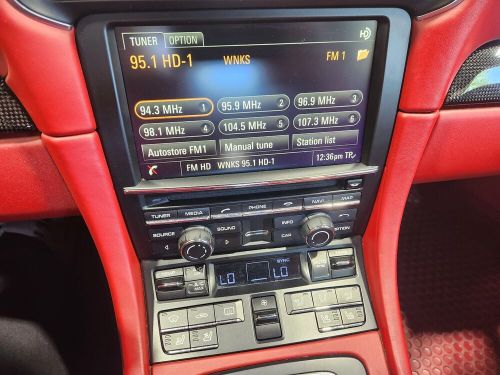 TUNER OPTION HD
95.1 HD-1 WNKS FM 1
94.3 MHz 1 95.9 MHz 2 96.9 MHz 3
98.1 MHz 4 104.5 MHz 5 107.3 MHz 6
Autostore FM1 Manual tune Station list
FM HD WNKS 95.1 HD-1 12:36pm TP
TUNER MEDIA PHONE NAVI MAP
SOURCE SOUND INFO
CAR OPTION
SYNC
LO LO
MAX